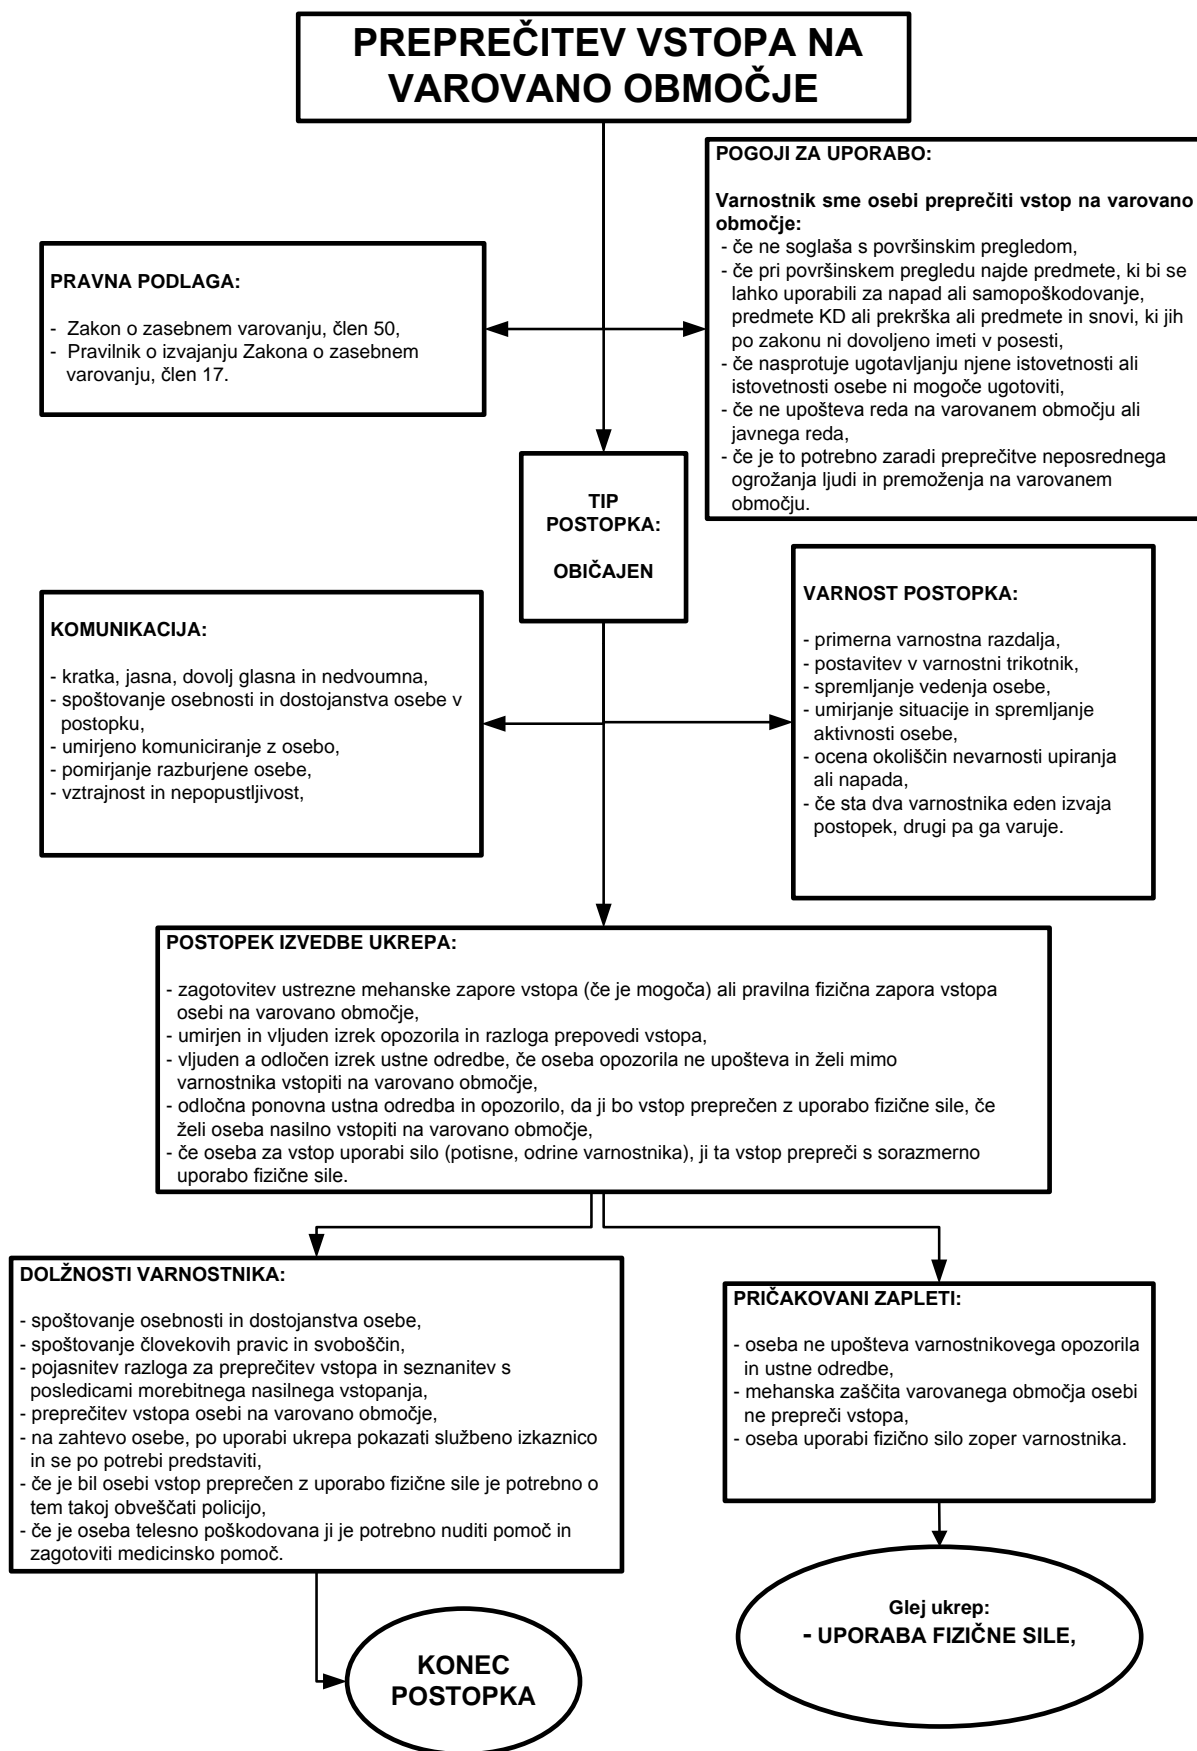 PREPREČITEV VSTOPA NA
VAROVANO OBMOČJE
POGOJI ZA UPORABO:
Varnostnik sme osebi preprečiti vstop na varovano
območje:
- če ne soglaša s površinskim pregledom,
- če pri površinskem pregledu najde predmete, ki bi se
lahko uporabili za napad ali samopoškodovanje,
predmete KD ali prekrška ali predmete in snovi, ki jih
po zakonu ni dovoljeno imeti v posesti,
- če nasprotuje ugotavljanju njene istovetnosti ali
istovetnosti osebe ni mogoče ugotoviti,
- če ne upošteva reda na varovanem območju ali
javnega reda,
- če je to potrebno zaradi preprečitve neposrednega
ogrožanja ljudi in premoženja na varovanem
območju.
PRAVNA PODLAGA:
- Zakon o zasebnem varovanju, člen 50,
- Pravilnik o izvajanju Zakona o zasebnem
varovanju, člen 17.
TIP
POSTOPKA:
OBIČAJEN
KOMUNIKACIJA:
- kratka, jasna, dovolj glasna in nedvoumna,
- spoštovanje osebnosti in dostojanstva osebe v
postopku,
- umirjeno komuniciranje z osebo,
- pomirjanje razburjene osebe,
- vztrajnost in nepopustljivost,
VARNOST POSTOPKA:
- primerna varnostna razdalja,
- postavitev v varnostni trikotnik,
- spremljanje vedenja osebe,
- umirjanje situacije in spremljanje
aktivnosti osebe,
- ocena okoliščin nevarnosti upiranja
ali napada,
- če sta dva varnostnika eden izvaja
postopek, drugi pa ga varuje.
POSTOPEK IZVEDBE UKREPA:
- zagotovitev ustrezne mehanske zapore vstopa (če je mogoča) ali pravilna fizična zapora vstopa
osebi na varovano območje,
- umirjen in vljuden izrek opozorila in razloga prepovedi vstopa,
- vljuden a odločen izrek ustne odredbe, če oseba opozorila ne upošteva in želi mimo
varnostnika vstopiti na varovano območje,
- odločna ponovna ustna odredba in opozorilo, da ji bo vstop preprečen z uporabo fizične sile, če
želi oseba nasilno vstopiti na varovano območje,
- če oseba za vstop uporabi silo (potisne, odrine varnostnika), ji ta vstop prepreči s sorazmerno
uporabo fizične sile.
DOLŽNOSTI VARNOSTNIKA:
- spoštovanje osebnosti in dostojanstva osebe,
- spoštovanje človekovih pravic in svoboščin,
- pojasnitev razloga za preprečitev vstopa in seznanitev s
posledicami morebitnega nasilnega vstopanja,
- preprečitev vstopa osebi na varovano območje,
- na zahtevo osebe, po uporabi ukrepa pokazati službeno izkaznico
in se po potrebi predstaviti,
- če je bil osebi vstop preprečen z uporabo fizične sile je potrebno o
tem takoj obveščati policijo,
- če je oseba telesno poškodovana ji je potrebno nuditi pomoč in
zagotoviti medicinsko pomoč.
PRIČAKOVANI ZAPLETI:
- oseba ne upošteva varnostnikovega opozorila
in ustne odredbe,
- mehanska zaščita varovanega območja osebi
ne prepreči vstopa,
- oseba uporabi fizično silo zoper varnostnika.
Glej ukrep:
- UPORABA FIZIČNE SILE,
KONEC
POSTOPKA